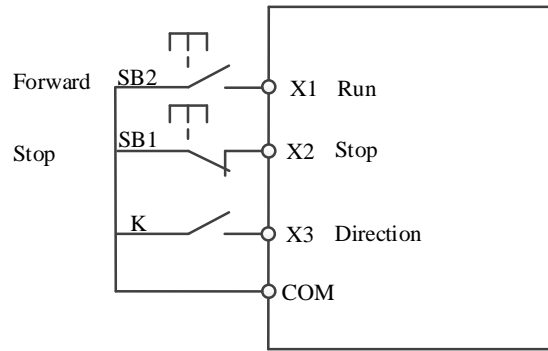 Forward SB2 X1 Run
Stop SB1 X2 Stop
K X3 Direction
COM